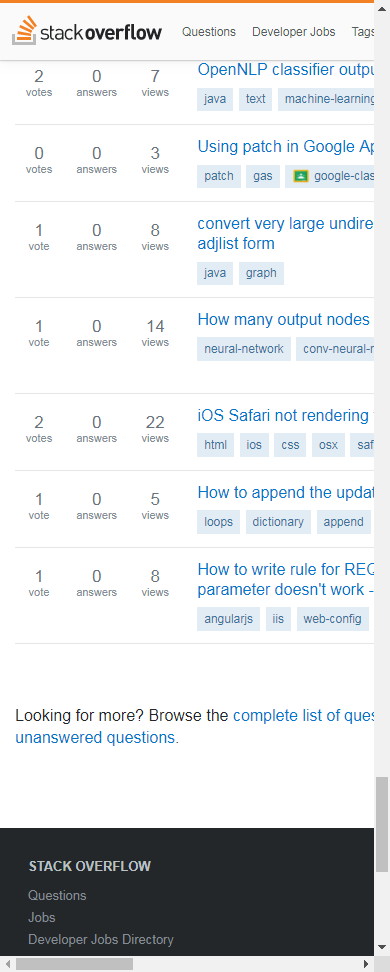 stackoverflow Questions Developer Jobs Tags
2 0 7 OpenNLP classifier outpu
votes answers views
java text machine-learning
0 0 3 Using patch in Google Ap
votes answers views
patch gas google-clas
1 0 8 convert very large undire
vote answers views adjlist form
java graph
1 0 14 How many output nodes
vote answers views
neural-network conv-neural-n
2 0 22 iOS Safari not rendering
votes answers views
html ios css osx saf
1 0 5 How to append the updat
vote answers views
loops dictionary append
1 0 8 How to write rule for REQ
vote answers views parameter doesn't work -
angularjs iis web-config
Looking for more? Browse the complete list of ques
unanswered questions.
STACK OVERFLOW
Questions
Jobs
Developer Jobs Directory